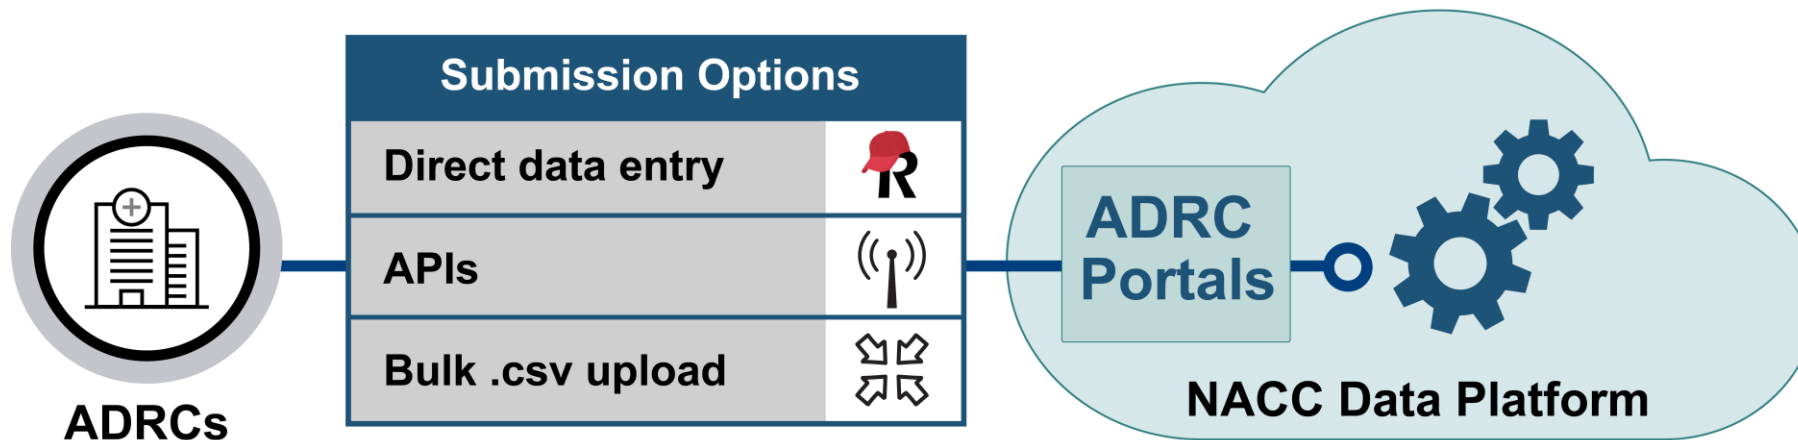 ADRCs
Submission Options
Direct data entry
R
APIs
Bulk .csv upload
ADRC
Portals
NACC Data Platform